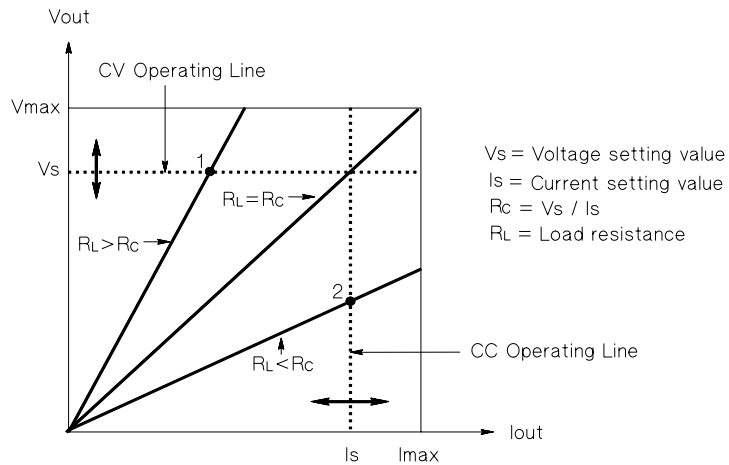 Vout
CV Operating Line
Vmax
Vs
1
RL=RC
RL>RC
2
RL<RC
CC Operating Line
Iout
Is
Imax
Vs = Voltage setting value
Is = Current setting value
Rc = Vs / Is
RL = Load resistance